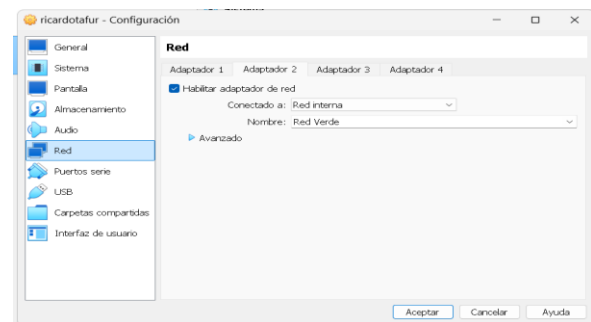 ricardotafur - Configuración
General
Sistema
Pantalla
Almacenamiento
Audio
Red
Puertos serie
USB
Carpetas compartidas
Interfaz de usuario
Red
Adaptador 1 Adaptador 2 Adaptador 3 Adaptador 4
Habilitar adaptador de red
Conectado a: Red interna
Nombre: Red Verde
Avanzado
Aceptar Cancelar Ayuda